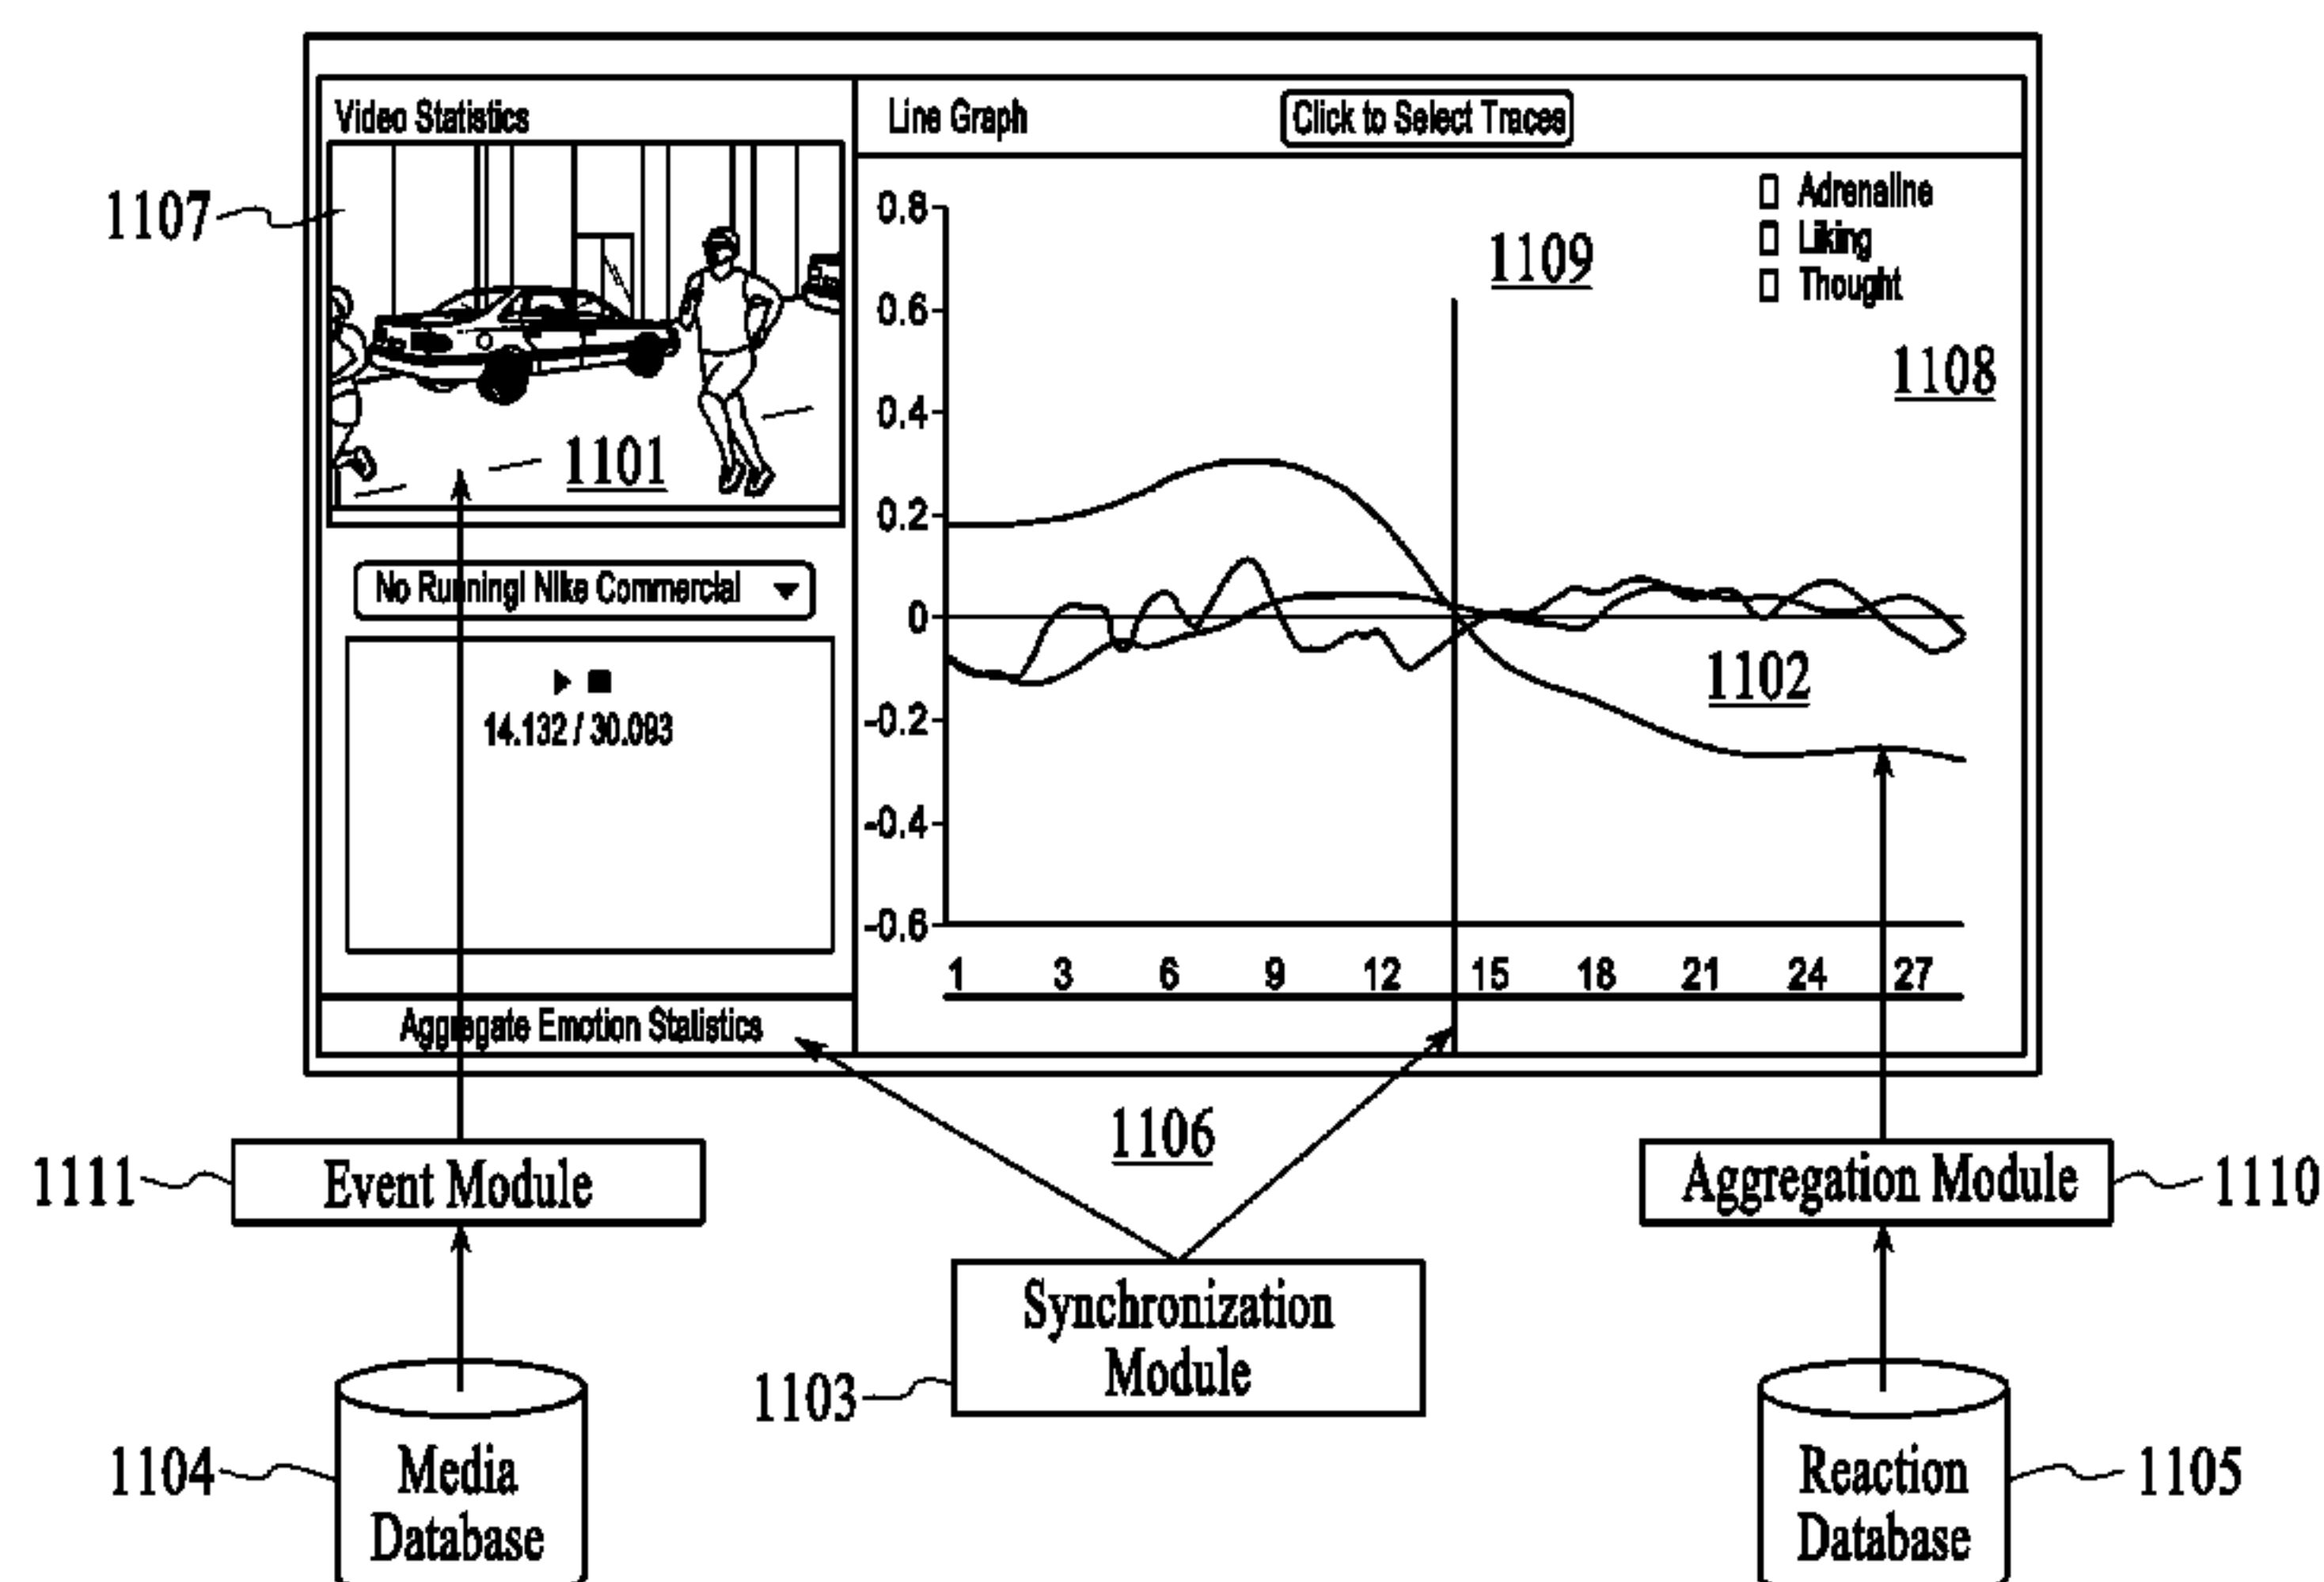 Video Statistics
Line Graph
Click to Select Traces
1107
1101
No Running! Nike Commercial
14.132 / 30.093
Aggregate Emotion Statistics
Adrenaline
Liking
Thought
1109
1108
1102
0.8
0.6
0.4
0.2
0
-0.2
-0.4
-0.6
1 3 6 9 12 15 18 21 24 27
1106
1111
Event Module
Aggregation Module
1110
Synchronization
Module
1103
1104
Media
Database
Reaction
Database
1105